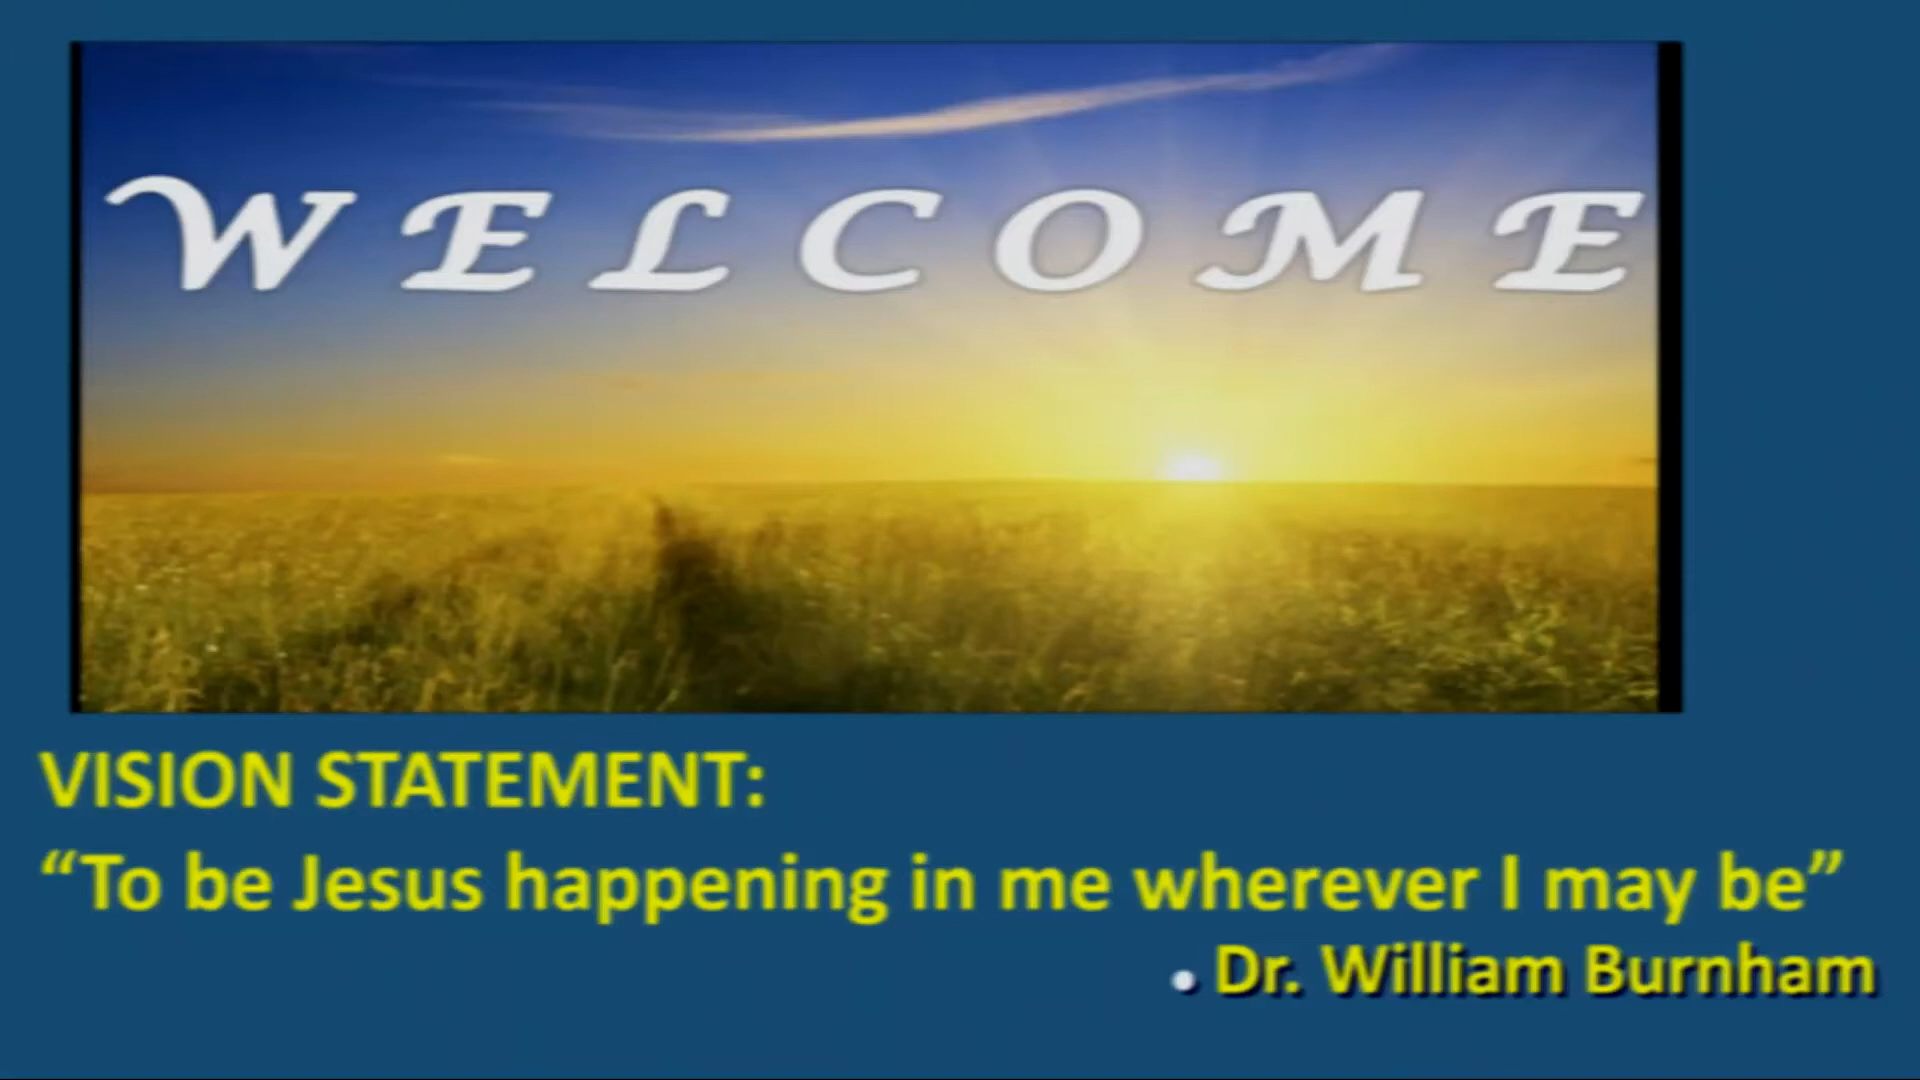 WELCOME
VISION STATEMENT:
“To be Jesus happening in me wherever I may be”
• Dr. William Burnham